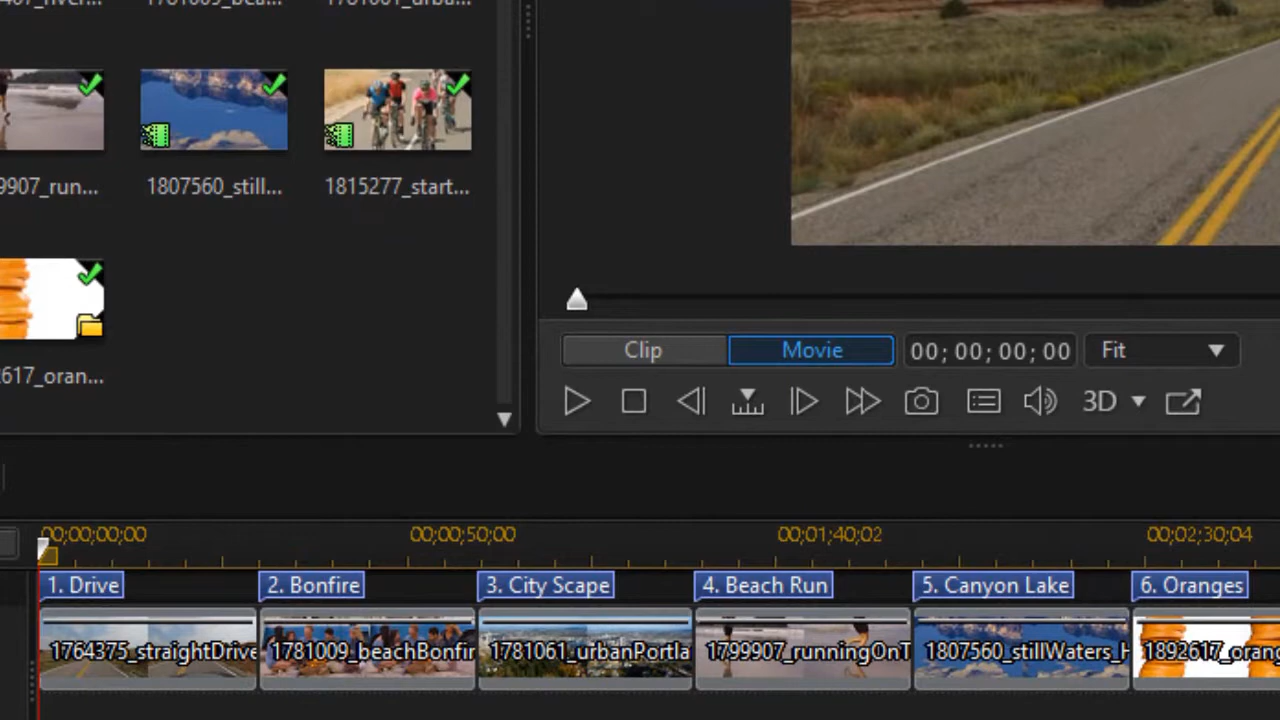 9907_run...
1807560_still...
1815277_start...
617_oran...
Clip
Movie
00; 00; 00; 00
Fit
3D
00;00;00;00
00;00;50;00
00;01;40;02
00;02;30;04
1. Drive
2. Bonfire
3. City Scape
4. Beach Run
5. Canyon Lake
6. Oranges
1764375_straightDrive
1781009_beachBonfir
1781061_urbanPortla
1799907_runningOnT
1807560_stillWaters_H
1892617_orang